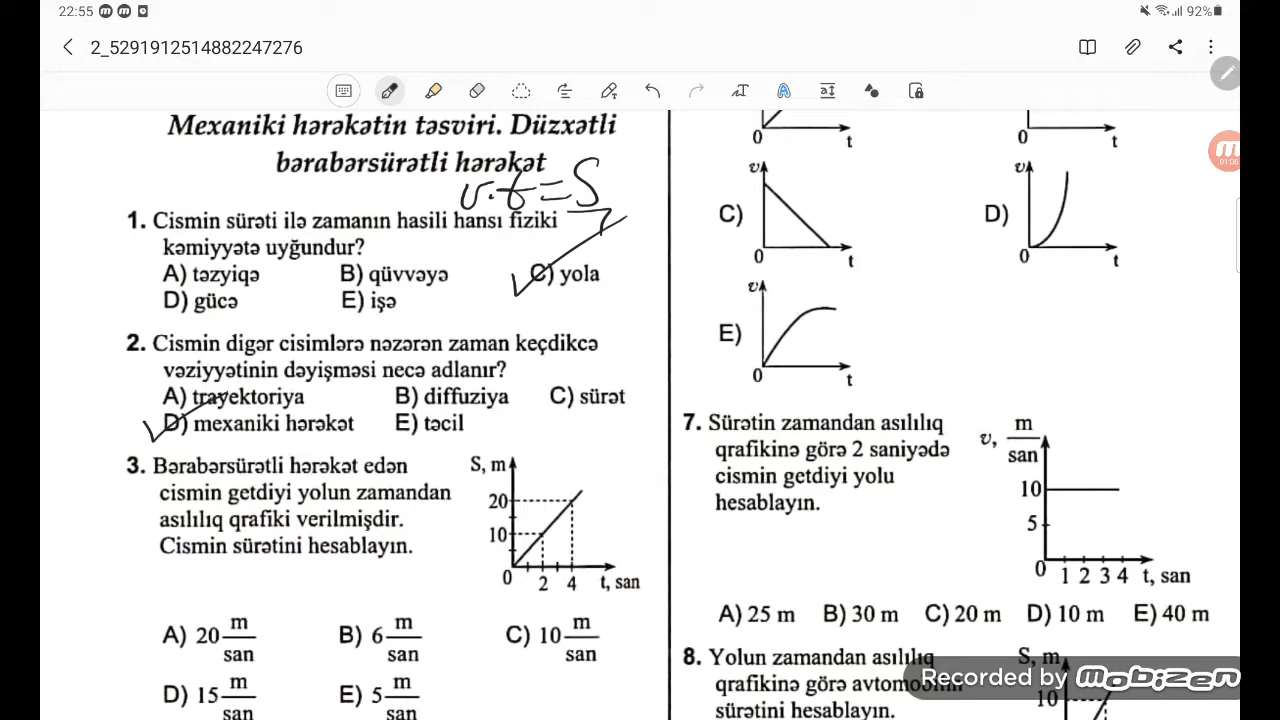 22:55
92%
2_5291912514882247276
Mexaniki hərəkətin təsviri. Düzxətli
bərabərsürətli hərəkət
v.t=S
1. Cismin sürəti ilə zamanın hasili hansı fiziki
kəmiyyətə uyğundur?
A) təzyiqə B) qüvvəyə C) yola
D) gücə E) işə
2. Cismin digər cisimlərə nəzərən zaman keçdikcə
vəziyyətinin dəyişməsi necə adlanır?
A) trayektoriya B) diffuziya C) sürət
D) mexaniki hərəkət E) təcil
3. Bərabərsürətli hərəkət edən
cismin getdiyi yolun zamandan
asılılıq qrafiki verilmişdir.
Cismin sürətini hesablayın.
S, m
20
10
0 2 4 t, san
A) 20 m/san B) 6 m/san C) 10 m/san
D) 15 m/san E) 5 m/san
0 t
0 t
C) v
0 t
D) v
0 t
E) v
0 t
7. Sürətin zamandan asılılıq
qrafikinə görə 2 saniyədə
cismin getdiyi yolu
hesablayın.
v, m/san
10
5
0 1 2 3 4 t, san
A) 25 m B) 30 m C) 20 m D) 10 m E) 40 m
8. Yolun zamandan asılılıq
qrafikinə görə
sürətini hesablayın.
S, m
10
01:06
Recorded by mobizen